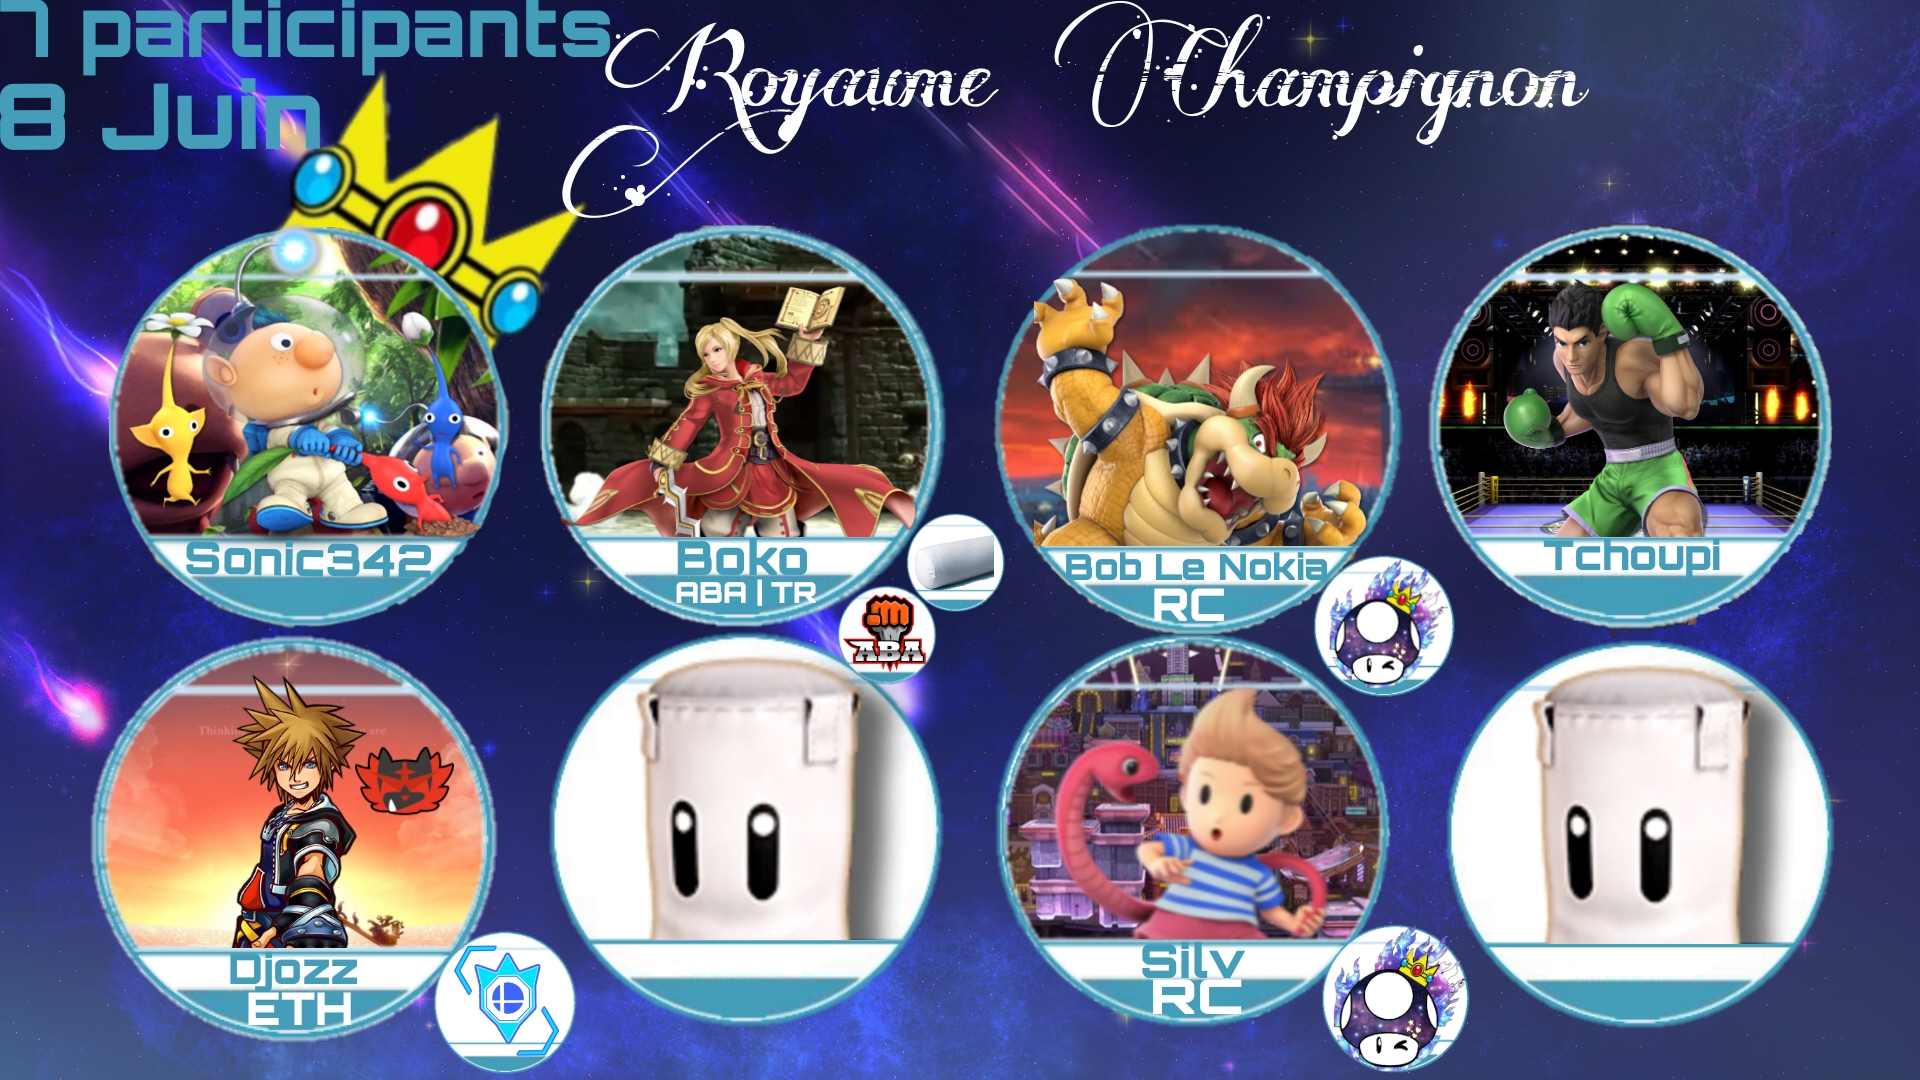 7 participants
8 Juin
Royaume Champignon
Sonic342
Boko
ABA | TR
ABA
Bob Le Nokia
RC
Tchoupi
Djozz
ETH
Silv
RC